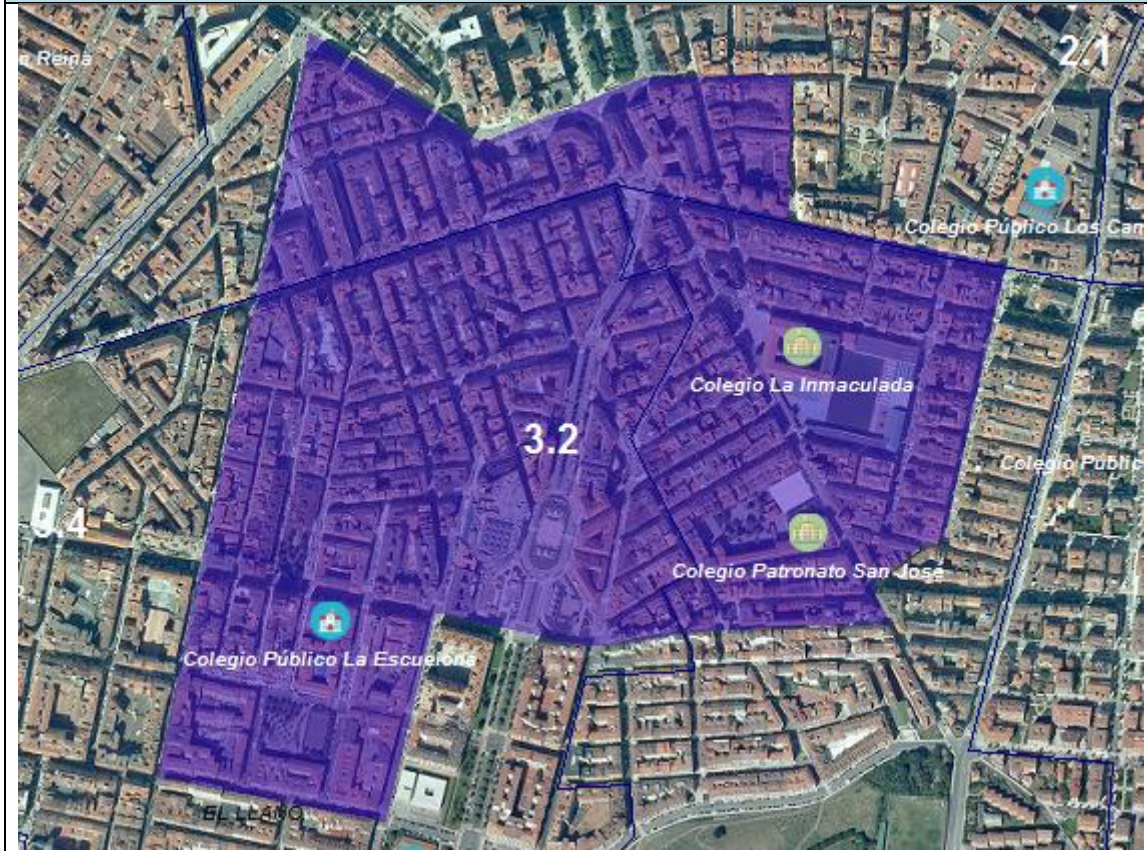 n Reina
2.1
Colegio Público Los Cam
Colegio La Inmaculada
3.2
Colegio Públic
4
Colegio Patronato San José
Colegio Público La Escuelona
EL LLANO